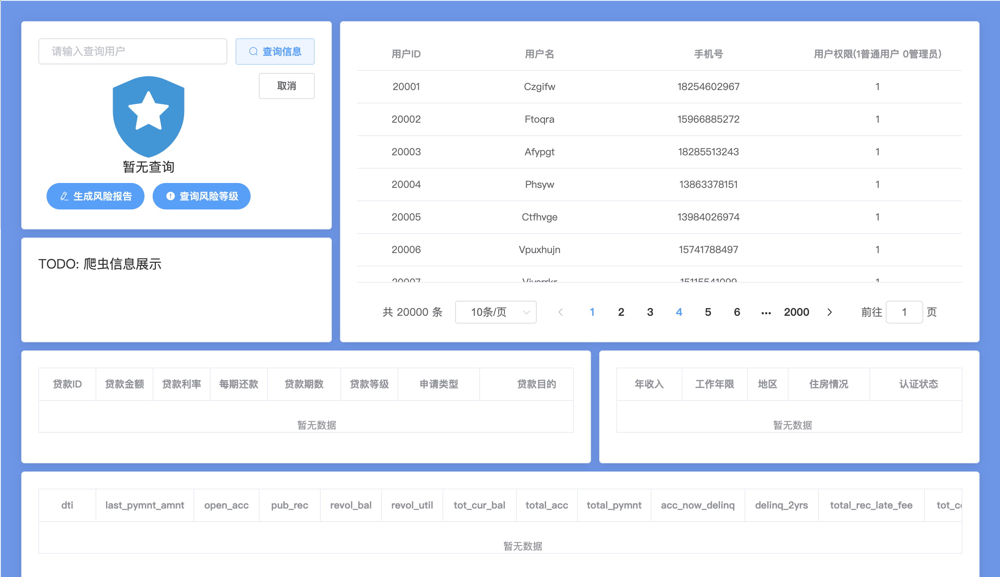 请输入查询用户
查询信息
取消
暂无查询
生成风险报告 查询风险等级
TODO: 爬虫信息展示
用户ID 用户名 手机号 用户权限(1普通用户 0管理员)
20001 Czgifw 18254602967 1
20002 Ftoqra 15966885272 1
20003 Afypgt 18285513243 1
20004 Phsyw 13863378151 1
20005 Ctfhvge 13984026974 1
20006 Vpuxhujn 15741788497 1
20007 15115541099 1
共 20000 条 10条/页 1 2 3 4 5 6 ••• 2000 前往 1 页
贷款ID 贷款金额 贷款利率 每期还款 贷款期数 贷款等级 申请类型 贷款目的
暂无数据
年收入 工作年限 地区 住房情况 认证状态
暂无数据
dti last_pymnt_amnt open_acc pub_rec revol_bal revol_util tot_cur_bal total_acc total_pymnt acc_now_delinq delinq_2yrs total_rec_late_fee
暂无数据